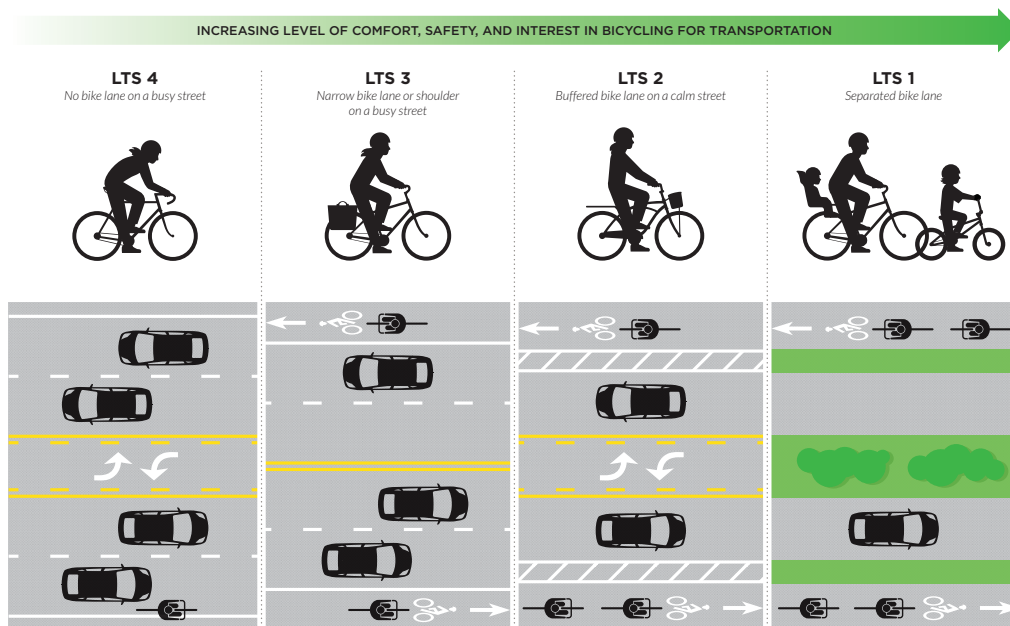 INCREASING LEVEL OF COMFORT, SAFETY, AND INTEREST IN BICYCLING FOR TRANSPORTATION
LTS 4
No bike lane on a busy street
LTS 3
Narrow bike lane or shoulder
on a busy street
LTS 2
Buffered bike lane on a calm street
LTS 1
Separated bike lane